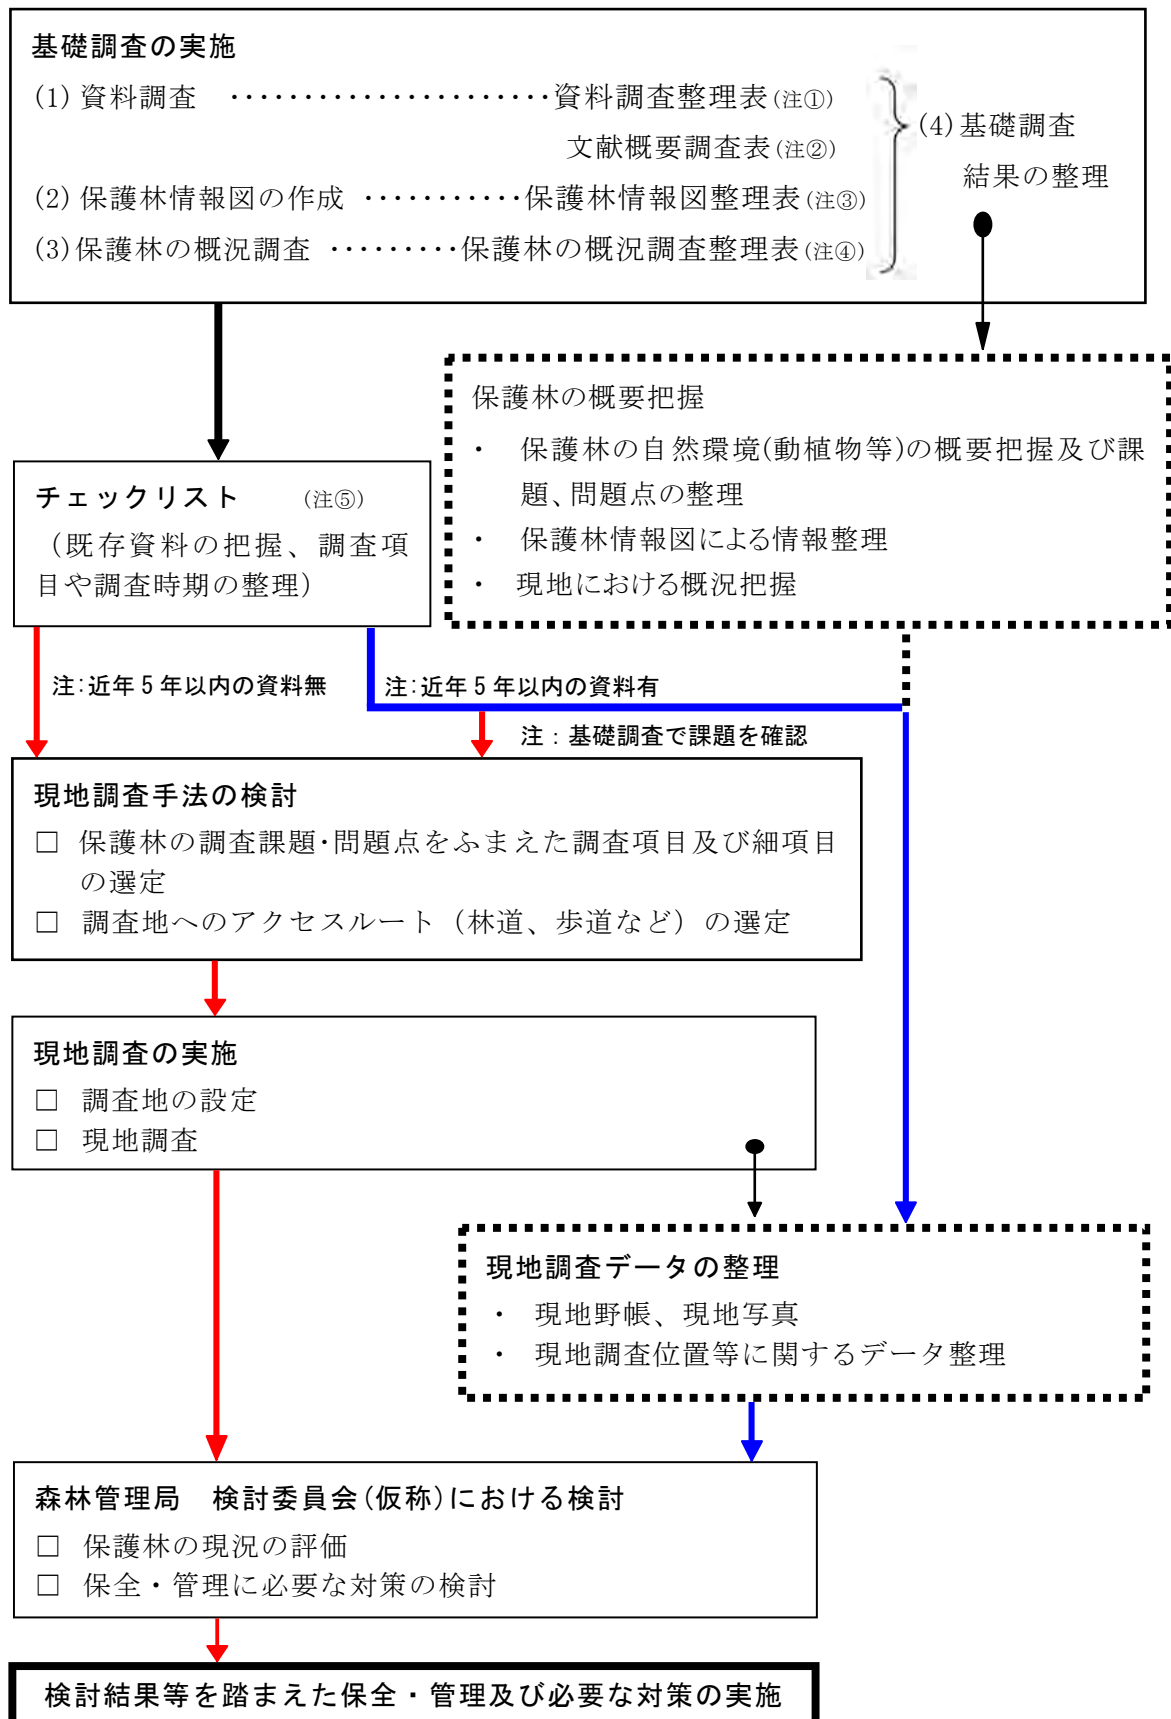 基礎調査の実施
(1) 資料調査 ・・・・・・・・・・・・・・・・・・・・・・資料調査整理表(注①)
文献概要調査表(注②)
(2) 保護林情報図の作成 ・・・・・・・・・・・保護林情報図整理表(注③)
(3)保護林の概況調査 ・・・・・・・・・保護林の概況調査整理表(注④)
(4)基礎調査
結果の整理
保護林の概要把握
・ 保護林の自然環境(動植物等)の概要把握及び課
題、問題点の整理
・ 保護林情報図による情報整理
・ 現地における概況把握
チェックリスト (注⑤)
（既存資料の把握、調査項
目や調査時期の整理）
注:近年 5 年以内の資料無
注:近年 5 年以内の資料有
注：基礎調査で課題を確認
現地調査手法の検討
□ 保護林の調査課題・問題点をふまえた調査項目及び細項目
の選定
□ 調査地へのアクセスルート（林道、歩道など）の選定
現地調査の実施
□ 調査地の設定
□ 現地調査
現地調査データの整理
・ 現地野帳、現地写真
・ 現地調査位置等に関するデータ整理
森林管理局　検討委員会(仮称)における検討
□ 保護林の現況の評価
□ 保全・管理に必要な対策の検討
検討結果等を踏まえた保全・管理及び必要な対策の実施